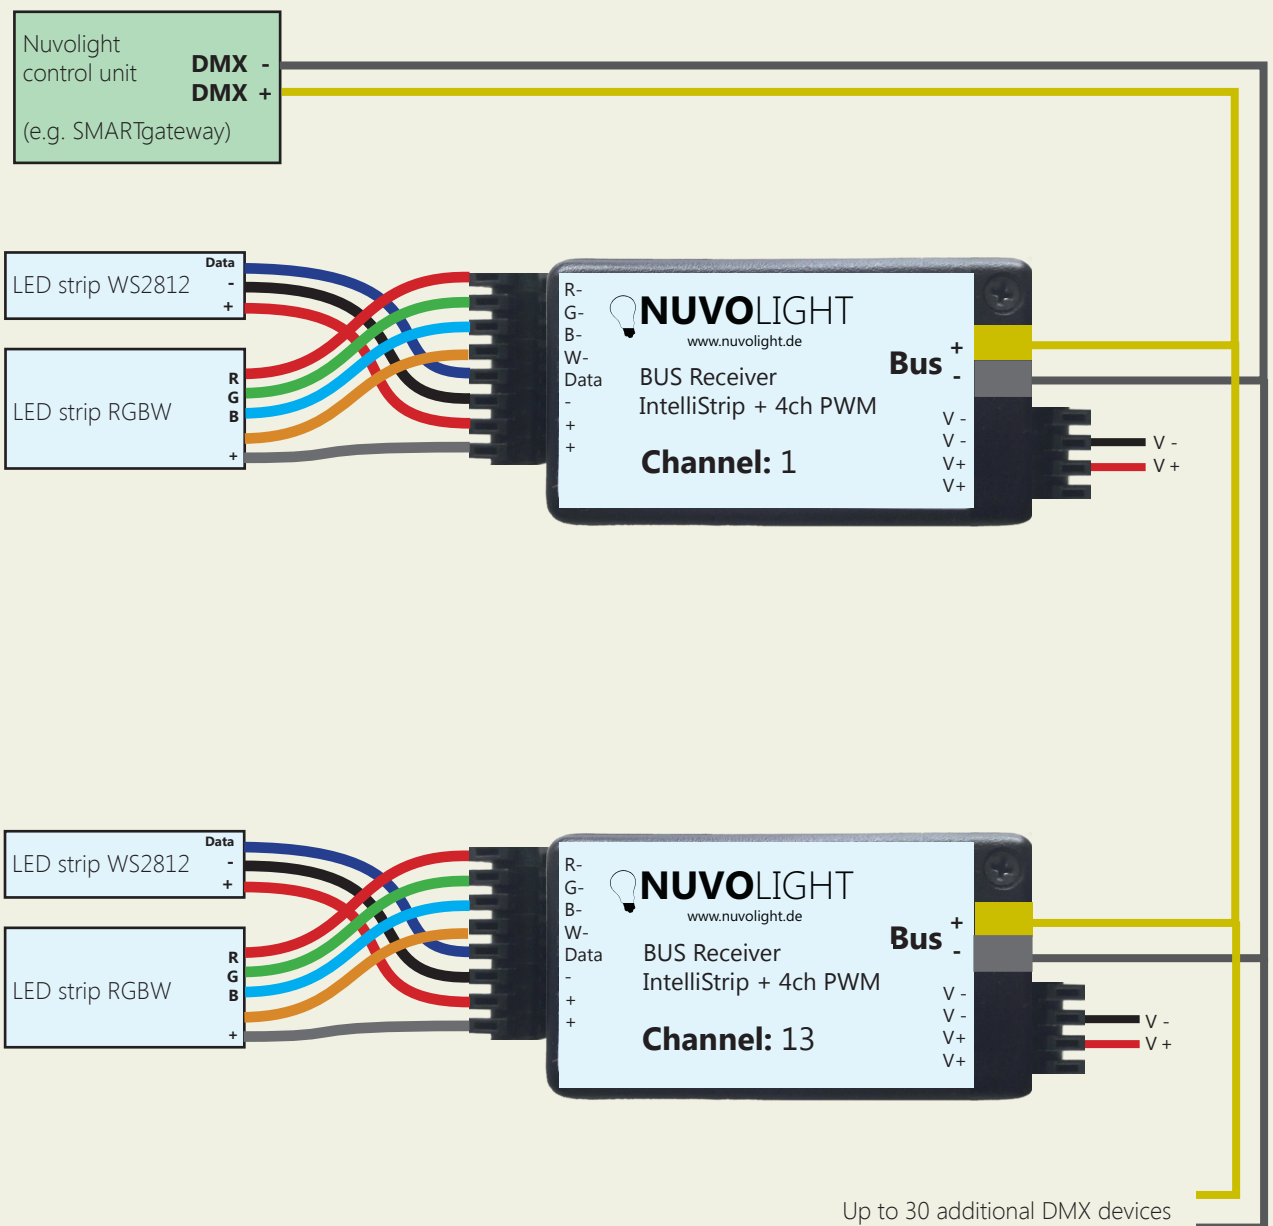 Nuvolight
control unit
DMX -
DMX +
(e.g. SMARTgateway)
LED strip WS2812
Data
-
+
LED strip RGBW
R
G
B
+
R-
G-
B-
W-
Data
-
+
+
NUVOLIGHT
www.nuvolight.de
BUS Receiver
IntelliStrip + 4ch PWM
Channel: 1
Bus
+
-
V -
V -
V+
V+
V -
V +
LED strip WS2812
Data
-
+
LED strip RGBW
R
G
B
+
R-
G-
B-
W-
Data
-
+
+
NUVOLIGHT
www.nuvolight.de
BUS Receiver
IntelliStrip + 4ch PWM
Channel: 13
Bus
+
-
V -
V -
V+
V+
V -
V +
Up to 30 additional DMX devices